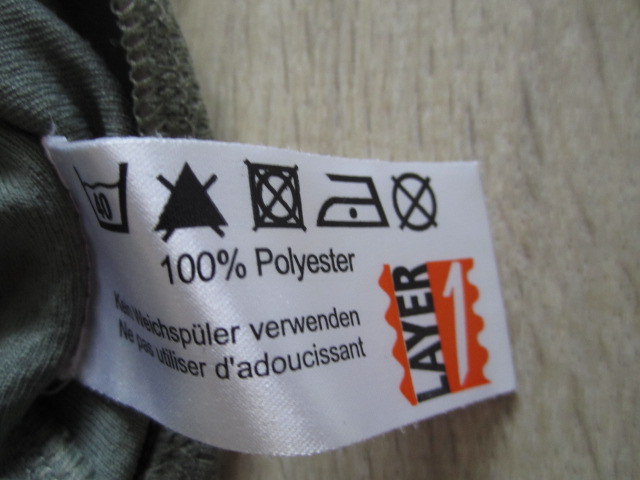 40
100% Polyester
Kein Weichspüler verwenden
Ne pas utiliser d'adoucissant
LAYER
1